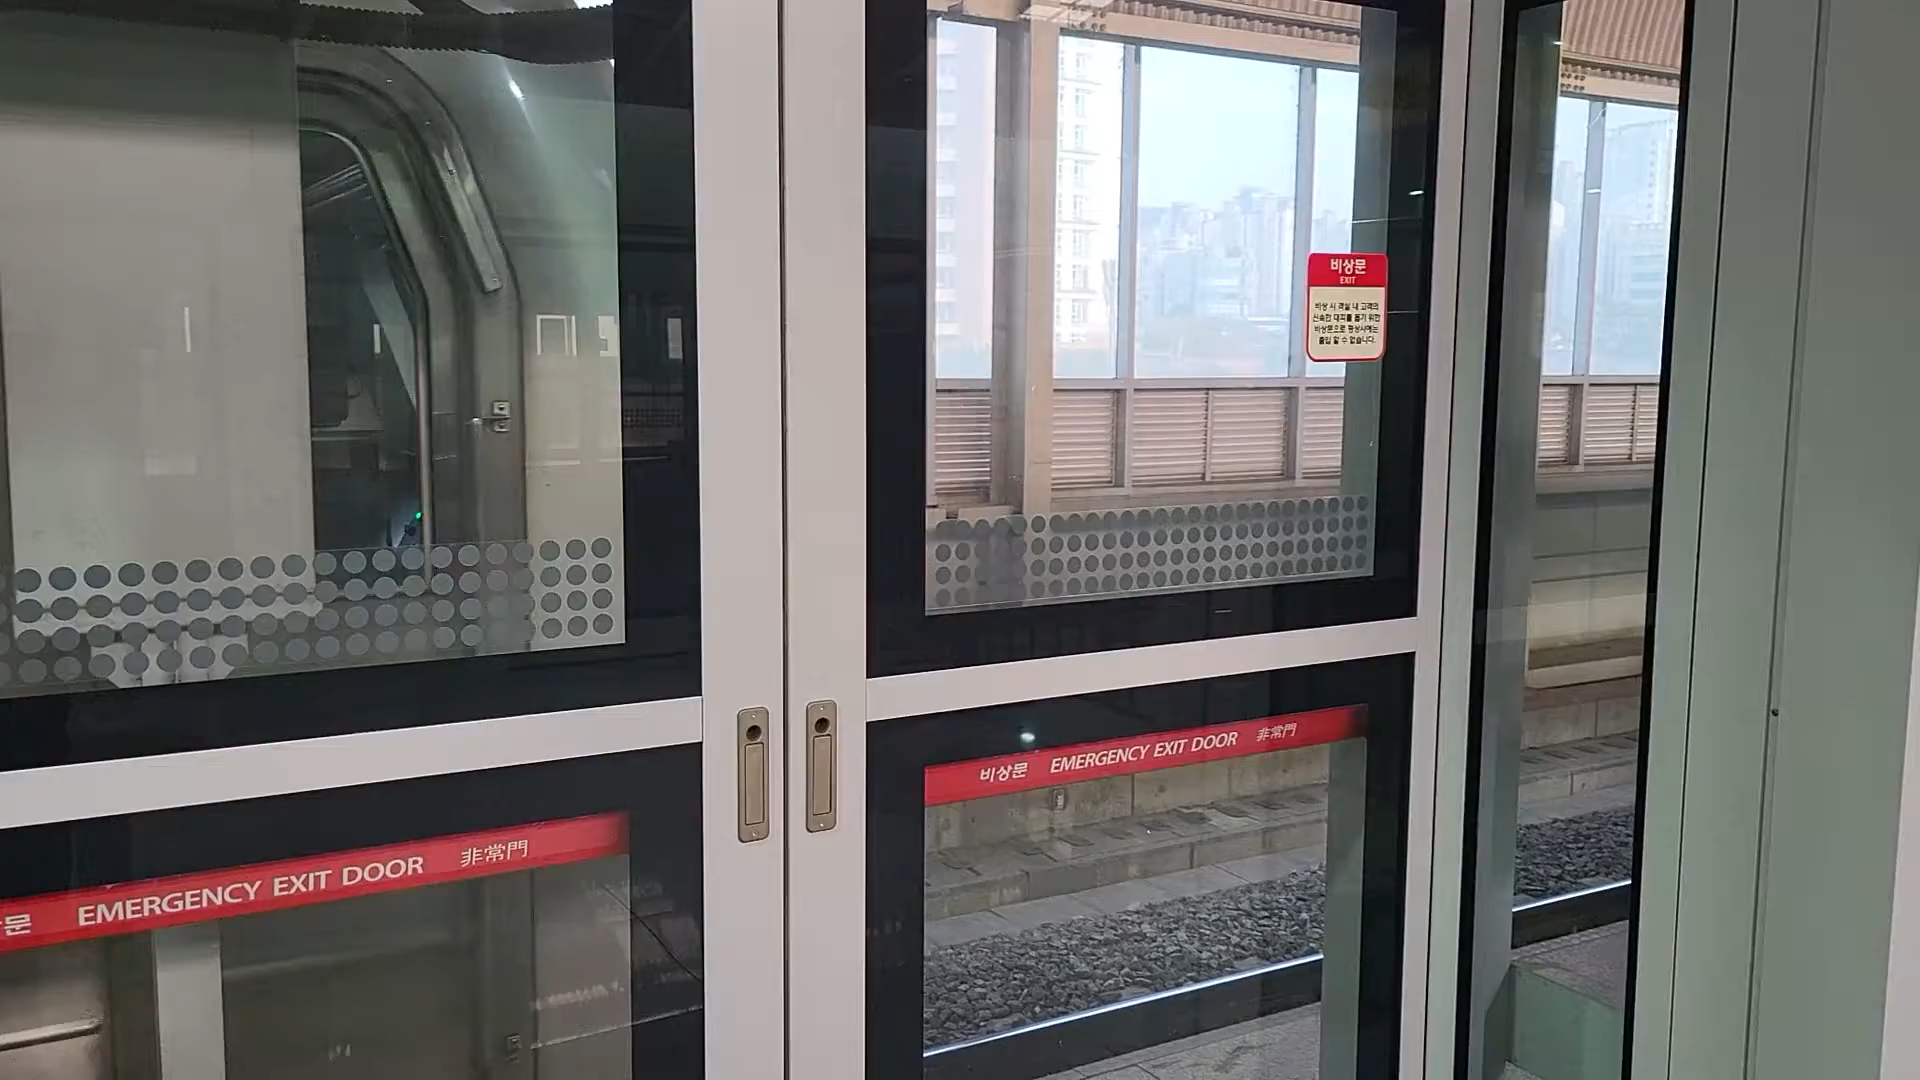 비상문
EXIT
비상 시 객실 내 고객의
신속한 대피를 돕기 위한
비상문으로 평상시에는
출입 할 수 없습니다.
비상문 EMERGENCY EXIT DOOR 非常門
문 EMERGENCY EXIT DOOR 非常門